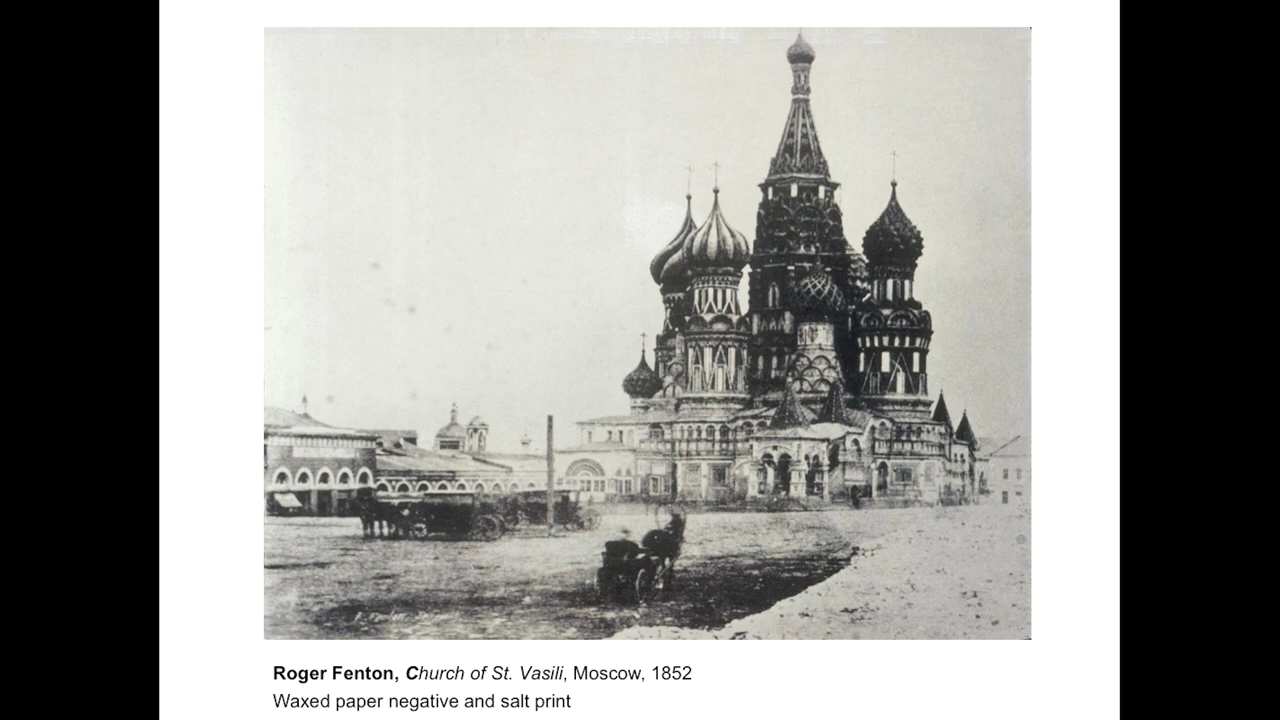 Roger Fenton, Church of St. Vasili, Moscow, 1852
Waxed paper negative and salt print